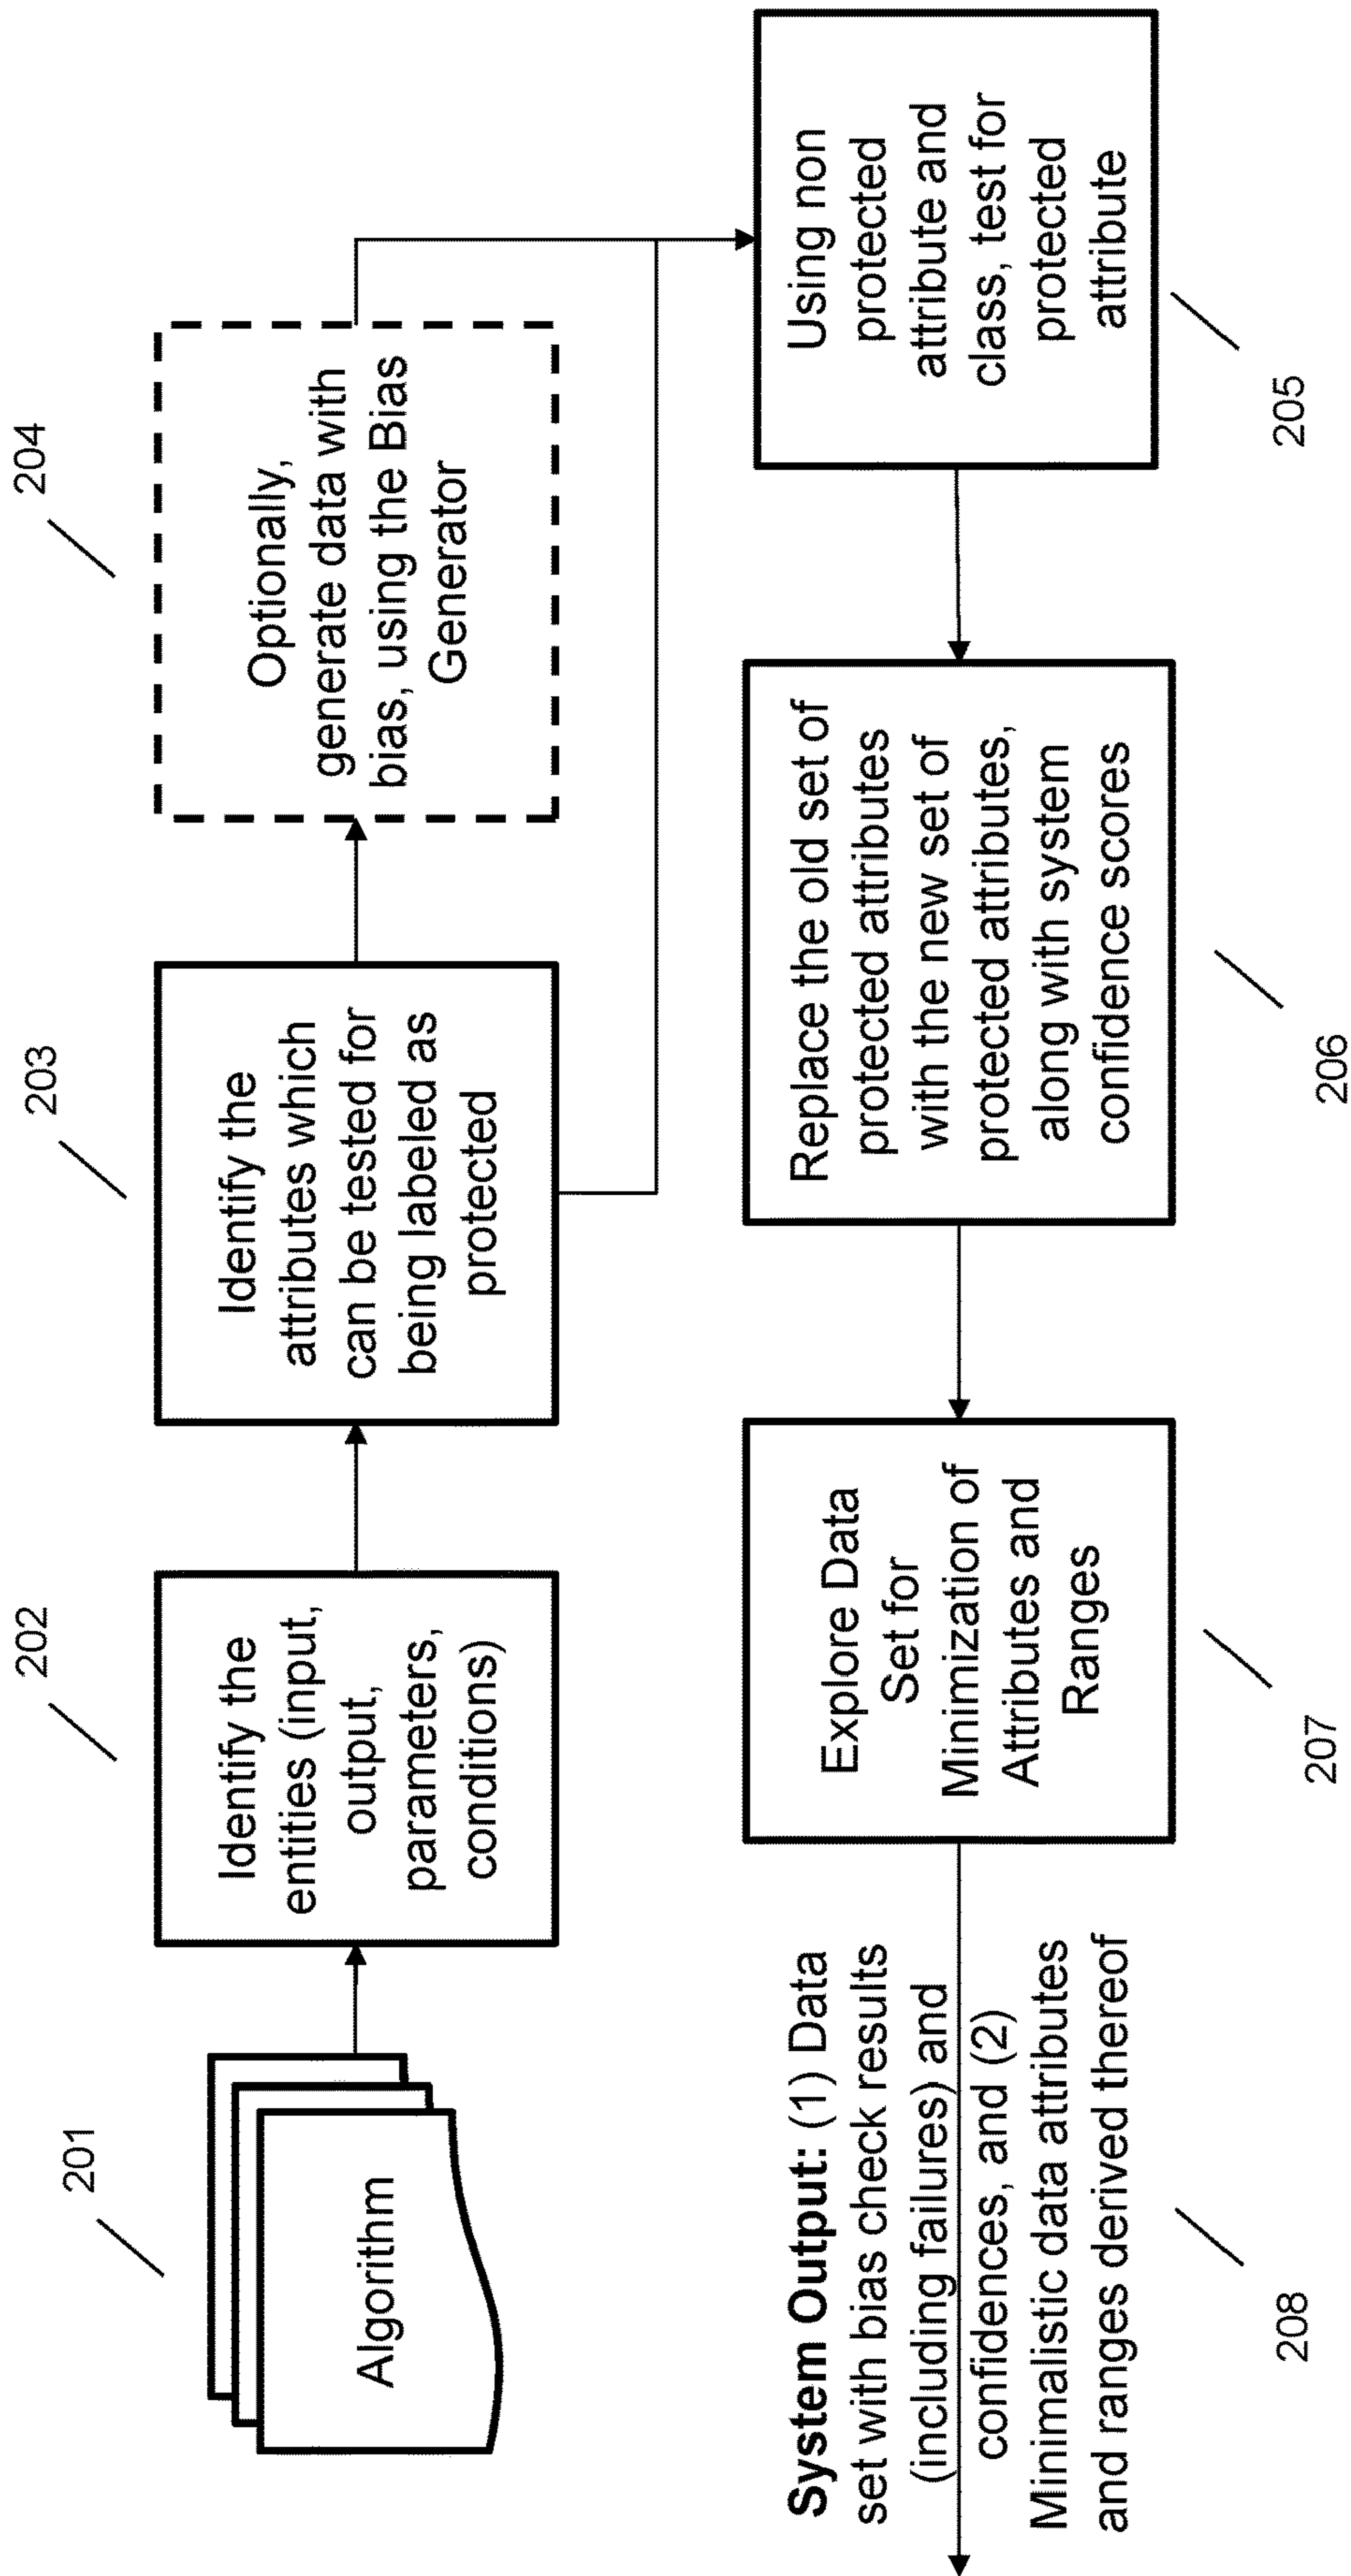 201
Algorithm
202
Identify the
entities (input,
output,
parameters,
conditions)
203
Identify the
attributes which
can be tested for
being labeled as
protected
204
Optionally,
generate data with
bias, using the Bias
Generator
Using non
protected
attribute and
class, test for
protected
attribute
205
Replace the old set of
protected attributes
with the new set of
protected attributes,
along with system
confidence scores
206
Explore Data
Set for
Minimization of
Attributes and
Ranges
207
System Output: (1) Data
set with bias check results
(including failures) and
confidences, and (2)
Minimalistic data attributes
and ranges derived thereof
208